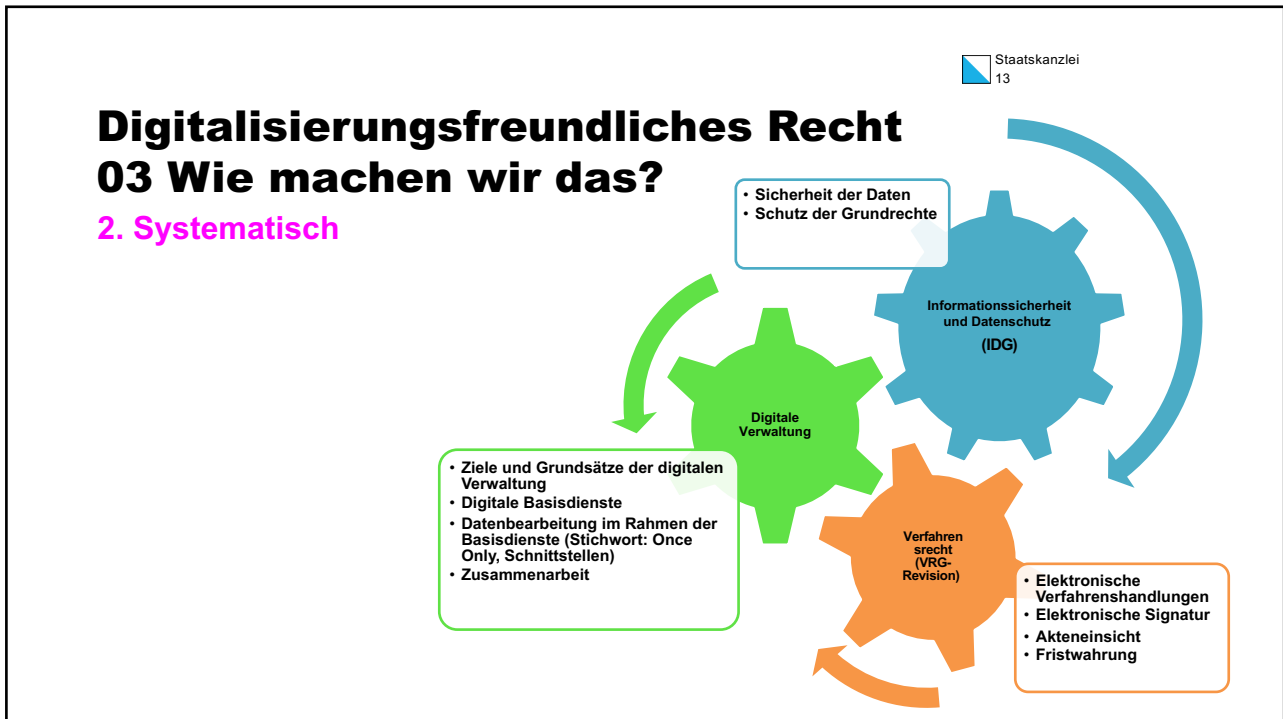 Staatskanzlei
13
Digitalisierungsfreundliches Recht
03 Wie machen wir das?
2. Systematisch
• Sicherheit der Daten
• Schutz der Grundrechte
Informationssicherheit
und Datenschutz
(IDG)
Digitale
Verwaltung
• Ziele und Grundsätze der digitalen
Verwaltung
• Digitale Basisdienste
• Datenbearbeitung im Rahmen der
Basisdienste (Stichwort: Once
Only, Schnittstellen)
• Zusammenarbeit
Verfahren
srecht
(VRG-
Revision)
• Elektronische
Verfahrenshandlungen
• Elektronische Signatur
• Akteneinsicht
• Fristwahrung